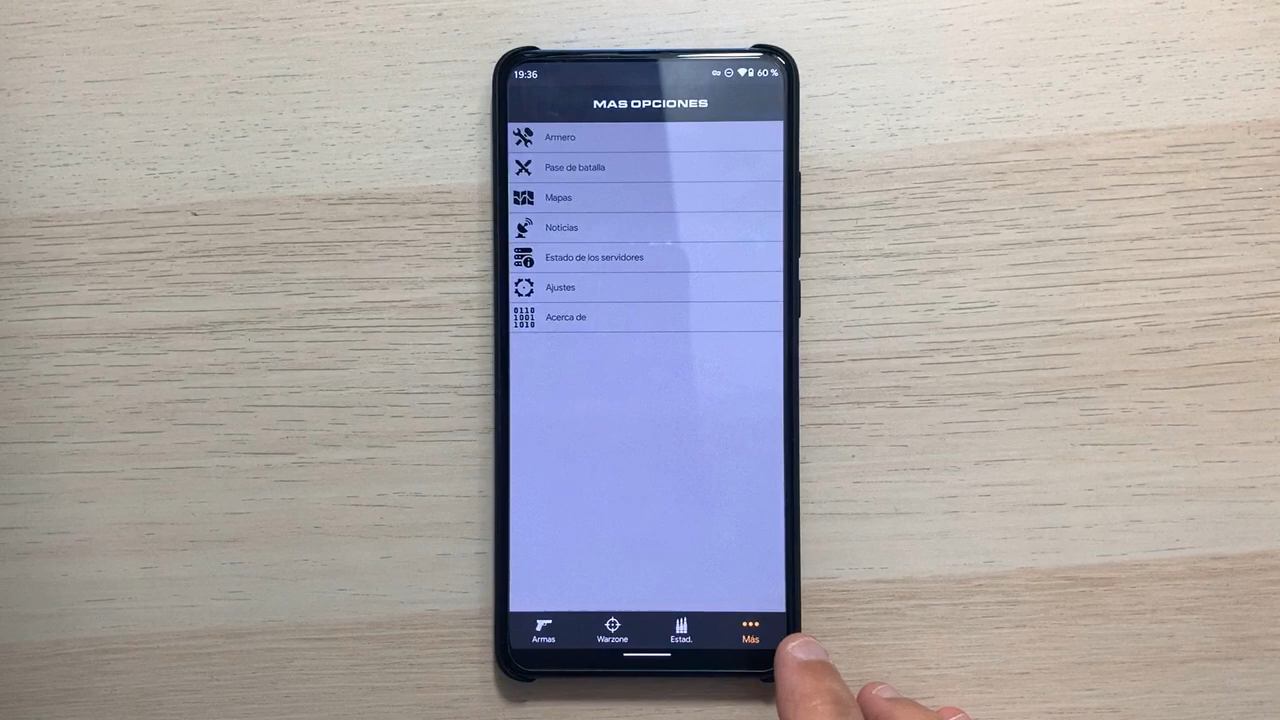 19:36
60 %
MAS OPCIONES
Armero
Pase de batalla
Mapas
Noticias
Estado de los servidores
Ajustes
0110
1001
1010
Acerca de
Armas
Warzone
Estad.
Más